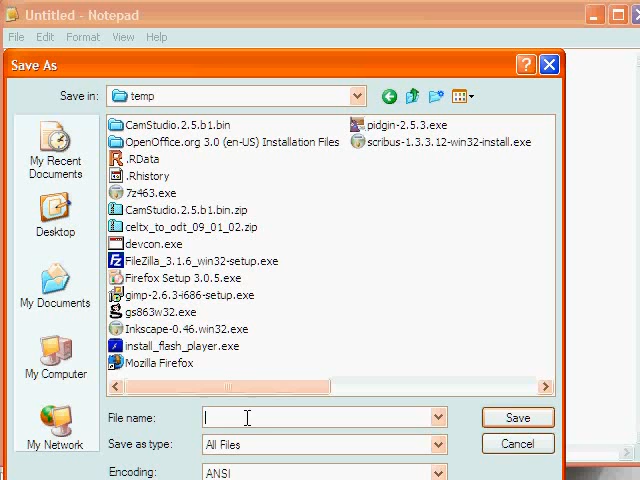 Untitled - Notepad
File Edit Format View Help
Save As
Save in: temp
My Recent
Documents
Desktop
My Documents
My Computer
My Network
CamStudio.2.5.b1.bin
OpenOffice.org 3.0 (en-US) Installation Files
.RData
.Rhistory
7z463.exe
CamStudio.2.5.b1.bin.zip
celtx_to_odt_09_01_02.zip
devcon.exe
FileZilla_3.1.6_win32-setup.exe
Firefox Setup 3.0.5.exe
gimp-2.6.3-i686-setup.exe
gs863w32.exe
Inkscape-0.46.win32.exe
install_flash_player.exe
Mozilla Firefox
pidgin-2.5.3.exe
scribus-1.3.3.12-win32-install.exe
File name: Save
Save as type: All Files Cancel
Encoding: ANSI